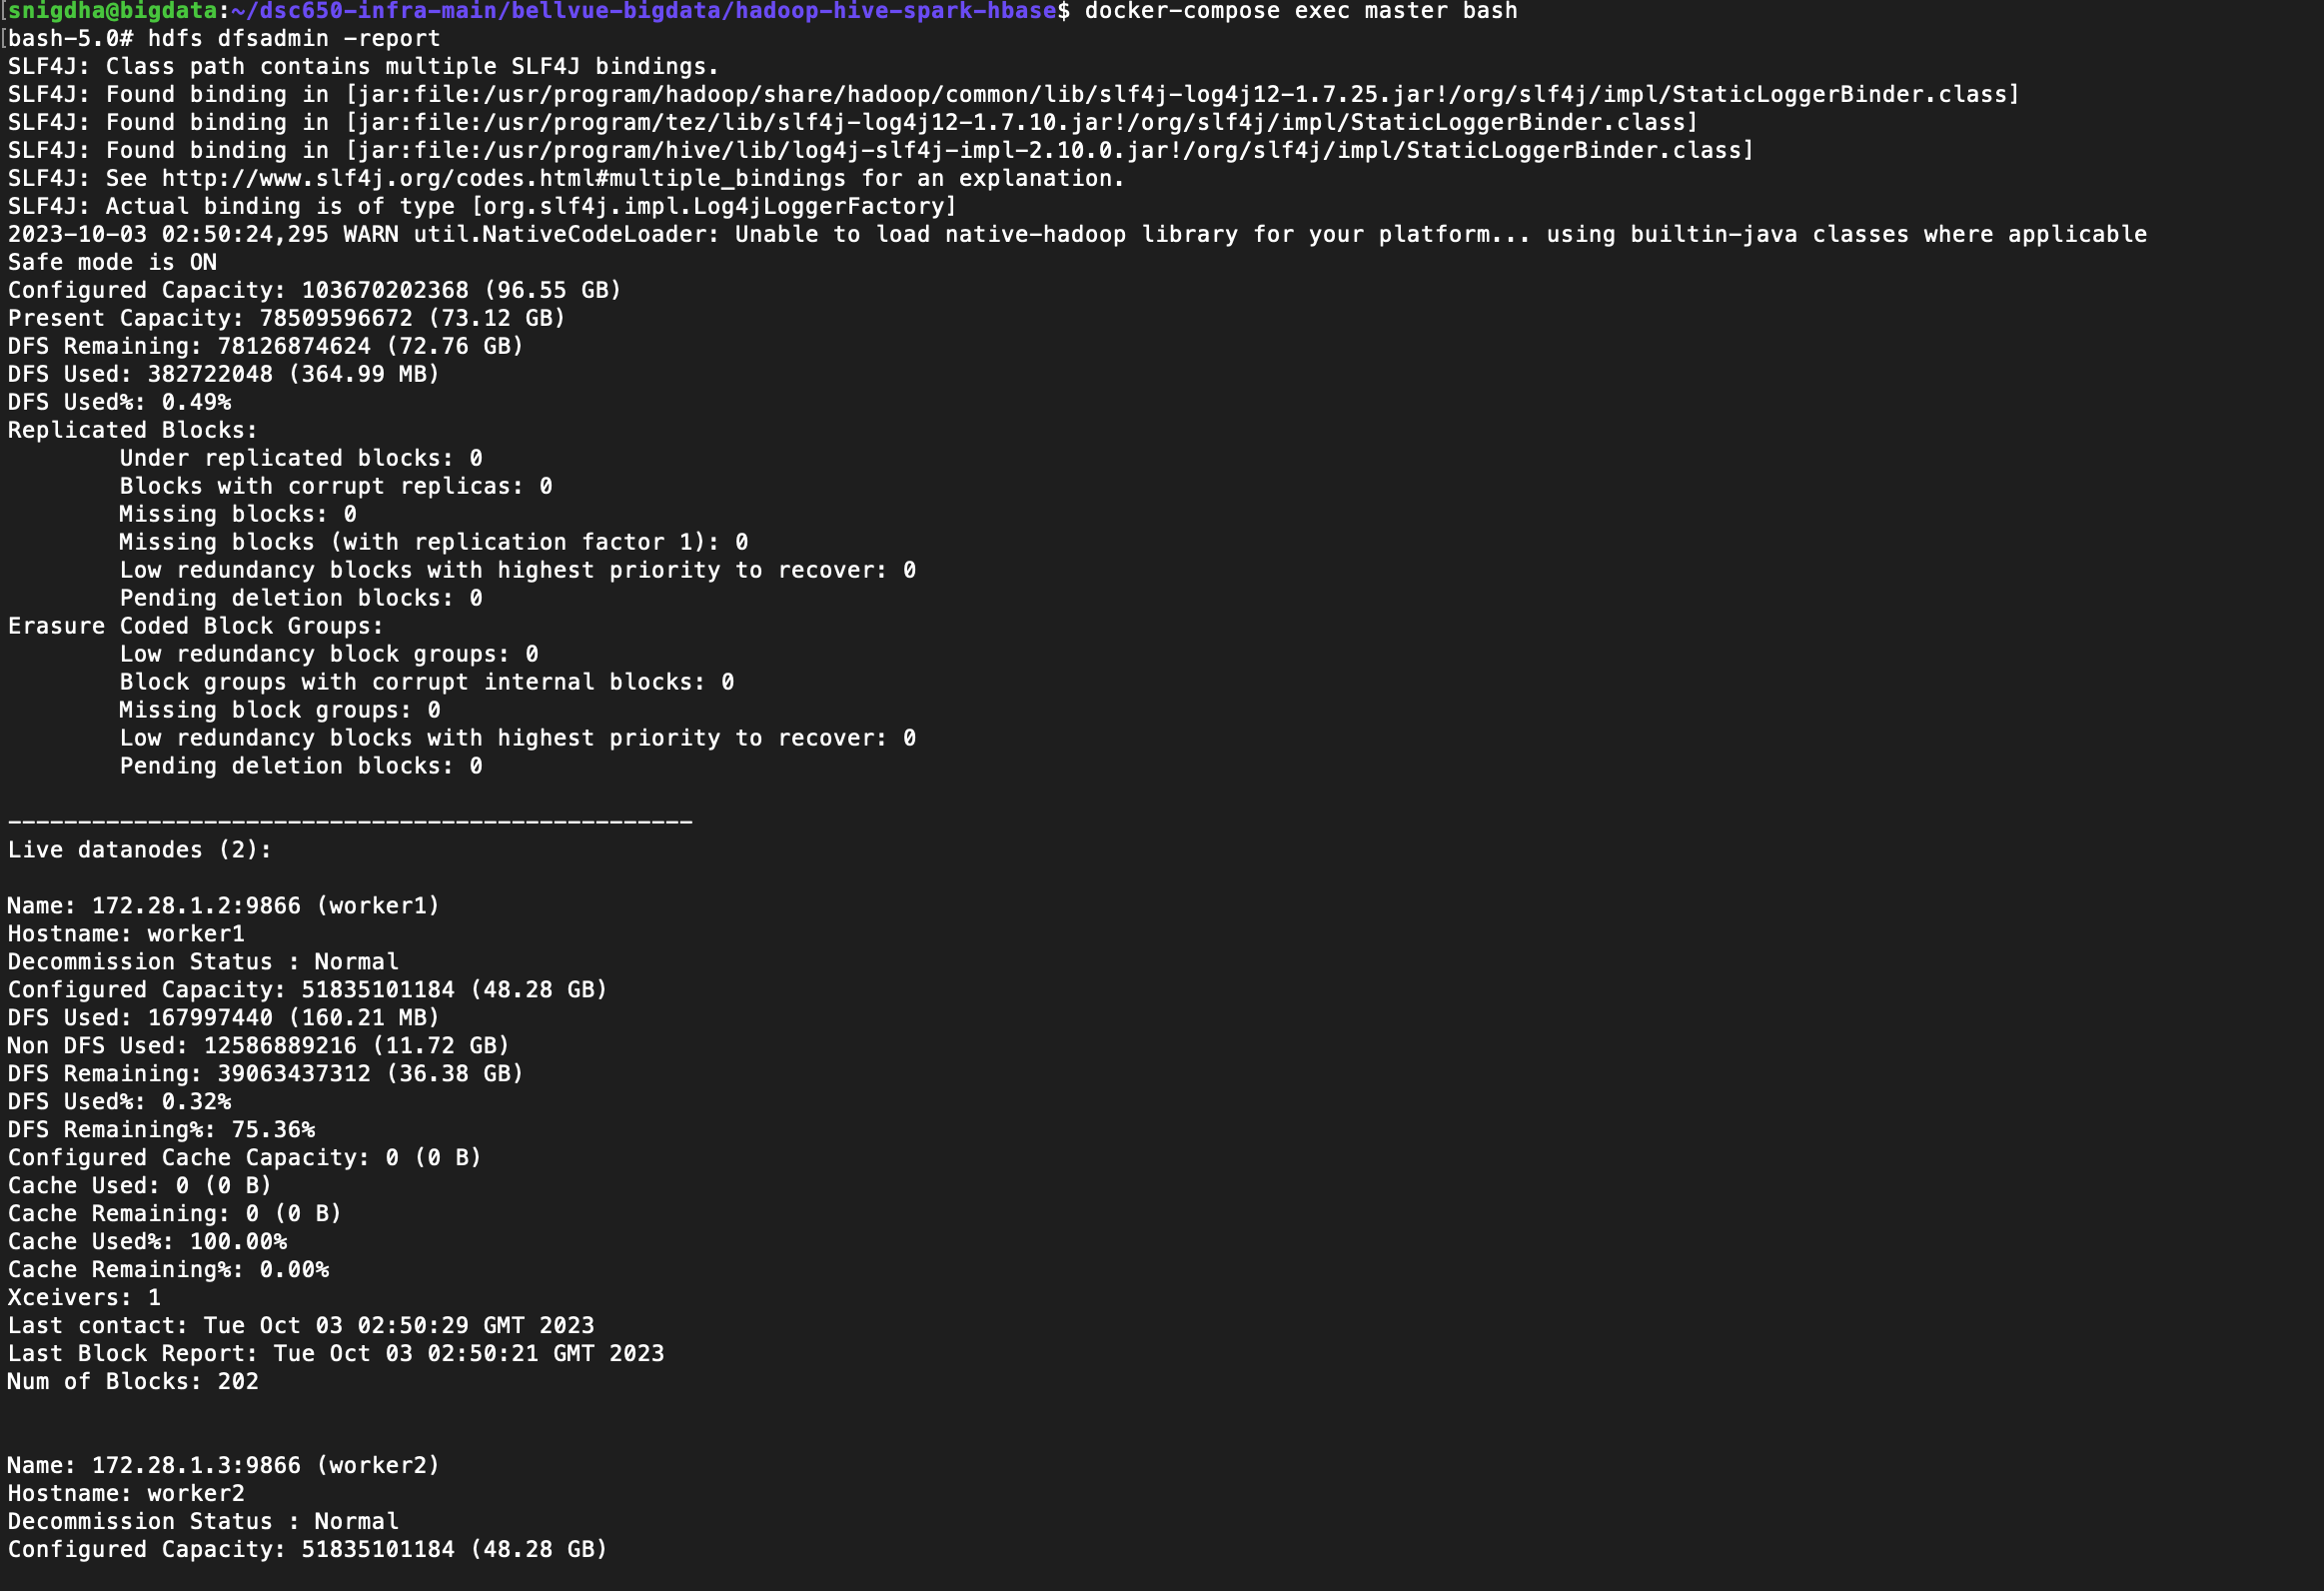 [snigdha@bigdata:~/dsc650-infra-main/bellvue-bigdata/hadoop-hive-spark-hbase$ docker-compose exec master bash
[bash-5.0# hdfs dfsadmin -report
SLF4J: Class path contains multiple SLF4J bindings.
SLF4J: Found binding in [jar:file:/usr/program/hadoop/share/hadoop/common/lib/slf4j-log4j12-1.7.25.jar!/org/slf4j/impl/StaticLoggerBinder.class]
SLF4J: Found binding in [jar:file:/usr/program/tez/lib/slf4j-log4j12-1.7.10.jar!/org/slf4j/impl/StaticLoggerBinder.class]
SLF4J: Found binding in [jar:file:/usr/program/hive/lib/log4j-slf4j-impl-2.10.0.jar!/org/slf4j/impl/StaticLoggerBinder.class]
SLF4J: See http://www.slf4j.org/codes.html#multiple_bindings for an explanation.
SLF4J: Actual binding is of type [org.slf4j.impl.Log4jLoggerFactory]
2023-10-03 02:50:24,295 WARN util.NativeCodeLoader: Unable to load native-hadoop library for your platform... using builtin-java classes where applicable
Safe mode is ON
Configured Capacity: 103670202368 (96.55 GB)
Present Capacity: 78509596672 (73.12 GB)
DFS Remaining: 78126874624 (72.76 GB)
DFS Used: 382722048 (364.99 MB)
DFS Used%: 0.49%
Replicated Blocks:
	Under replicated blocks: 0
	Blocks with corrupt replicas: 0
	Missing blocks: 0
	Missing blocks (with replication factor 1): 0
	Low redundancy blocks with highest priority to recover: 0
	Pending deletion blocks: 0
Erasure Coded Block Groups:
	Low redundancy block groups: 0
	Block groups with corrupt internal blocks: 0
	Missing block groups: 0
	Low redundancy blocks with highest priority to recover: 0
	Pending deletion blocks: 0

-------------------------------------------------
Live datanodes (2):

Name: 172.28.1.2:9866 (worker1)
Hostname: worker1
Decommission Status : Normal
Configured Capacity: 51835101184 (48.28 GB)
DFS Used: 167997440 (160.21 MB)
Non DFS Used: 12586889216 (11.72 GB)
DFS Remaining: 39063437312 (36.38 GB)
DFS Used%: 0.32%
DFS Remaining%: 75.36%
Configured Cache Capacity: 0 (0 B)
Cache Used: 0 (0 B)
Cache Remaining: 0 (0 B)
Cache Used%: 100.00%
Cache Remaining%: 0.00%
Xceivers: 1
Last contact: Tue Oct 03 02:50:29 GMT 2023
Last Block Report: Tue Oct 03 02:50:21 GMT 2023
Num of Blocks: 202


Name: 172.28.1.3:9866 (worker2)
Hostname: worker2
Decommission Status : Normal
Configured Capacity: 51835101184 (48.28 GB)